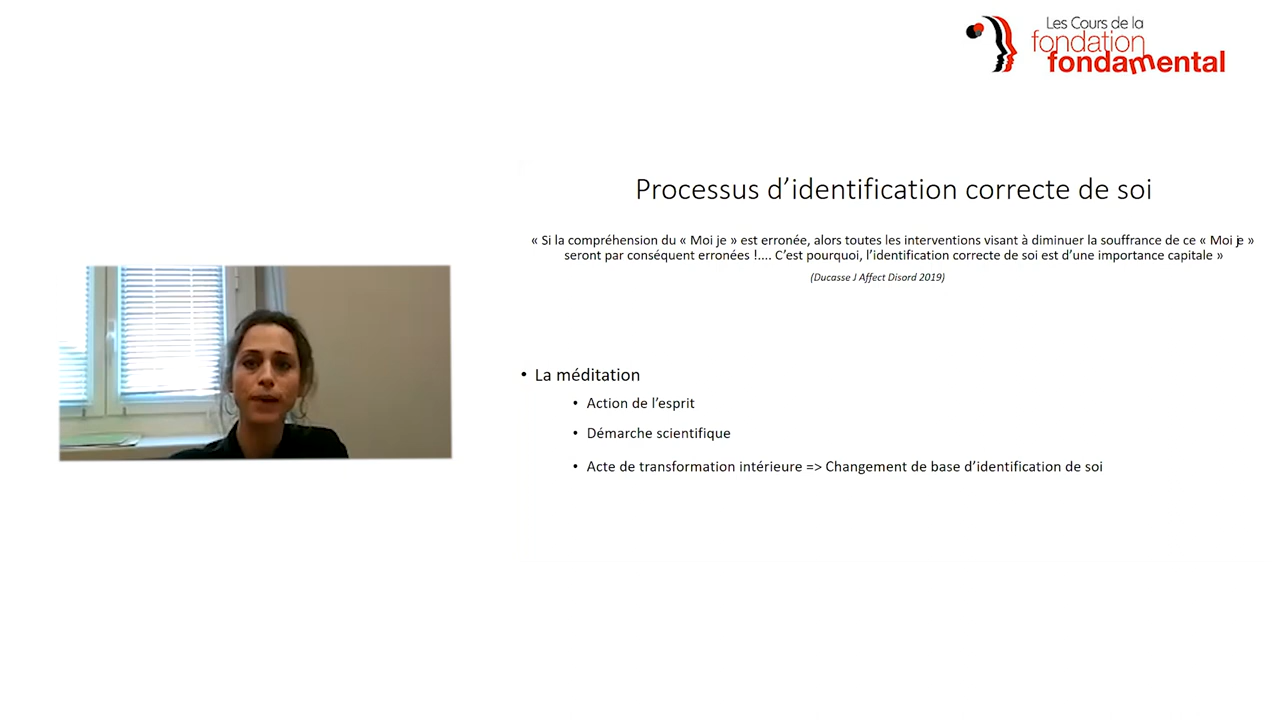 Les Cours de la
fondation
fondamental
Processus d’identification correcte de soi
« Si la compréhension du « Moi je » est erronée, alors toutes les interventions visant à diminuer la souffrance de ce « Moi je »
seront par conséquent erronées !.... C’est pourquoi, l’identification correcte de soi est d’une importance capitale »
(Ducasse J Affect Disord 2019)
• La méditation
• Action de l’esprit
• Démarche scientifique
• Acte de transformation intérieure => Changement de base d’identification de soi